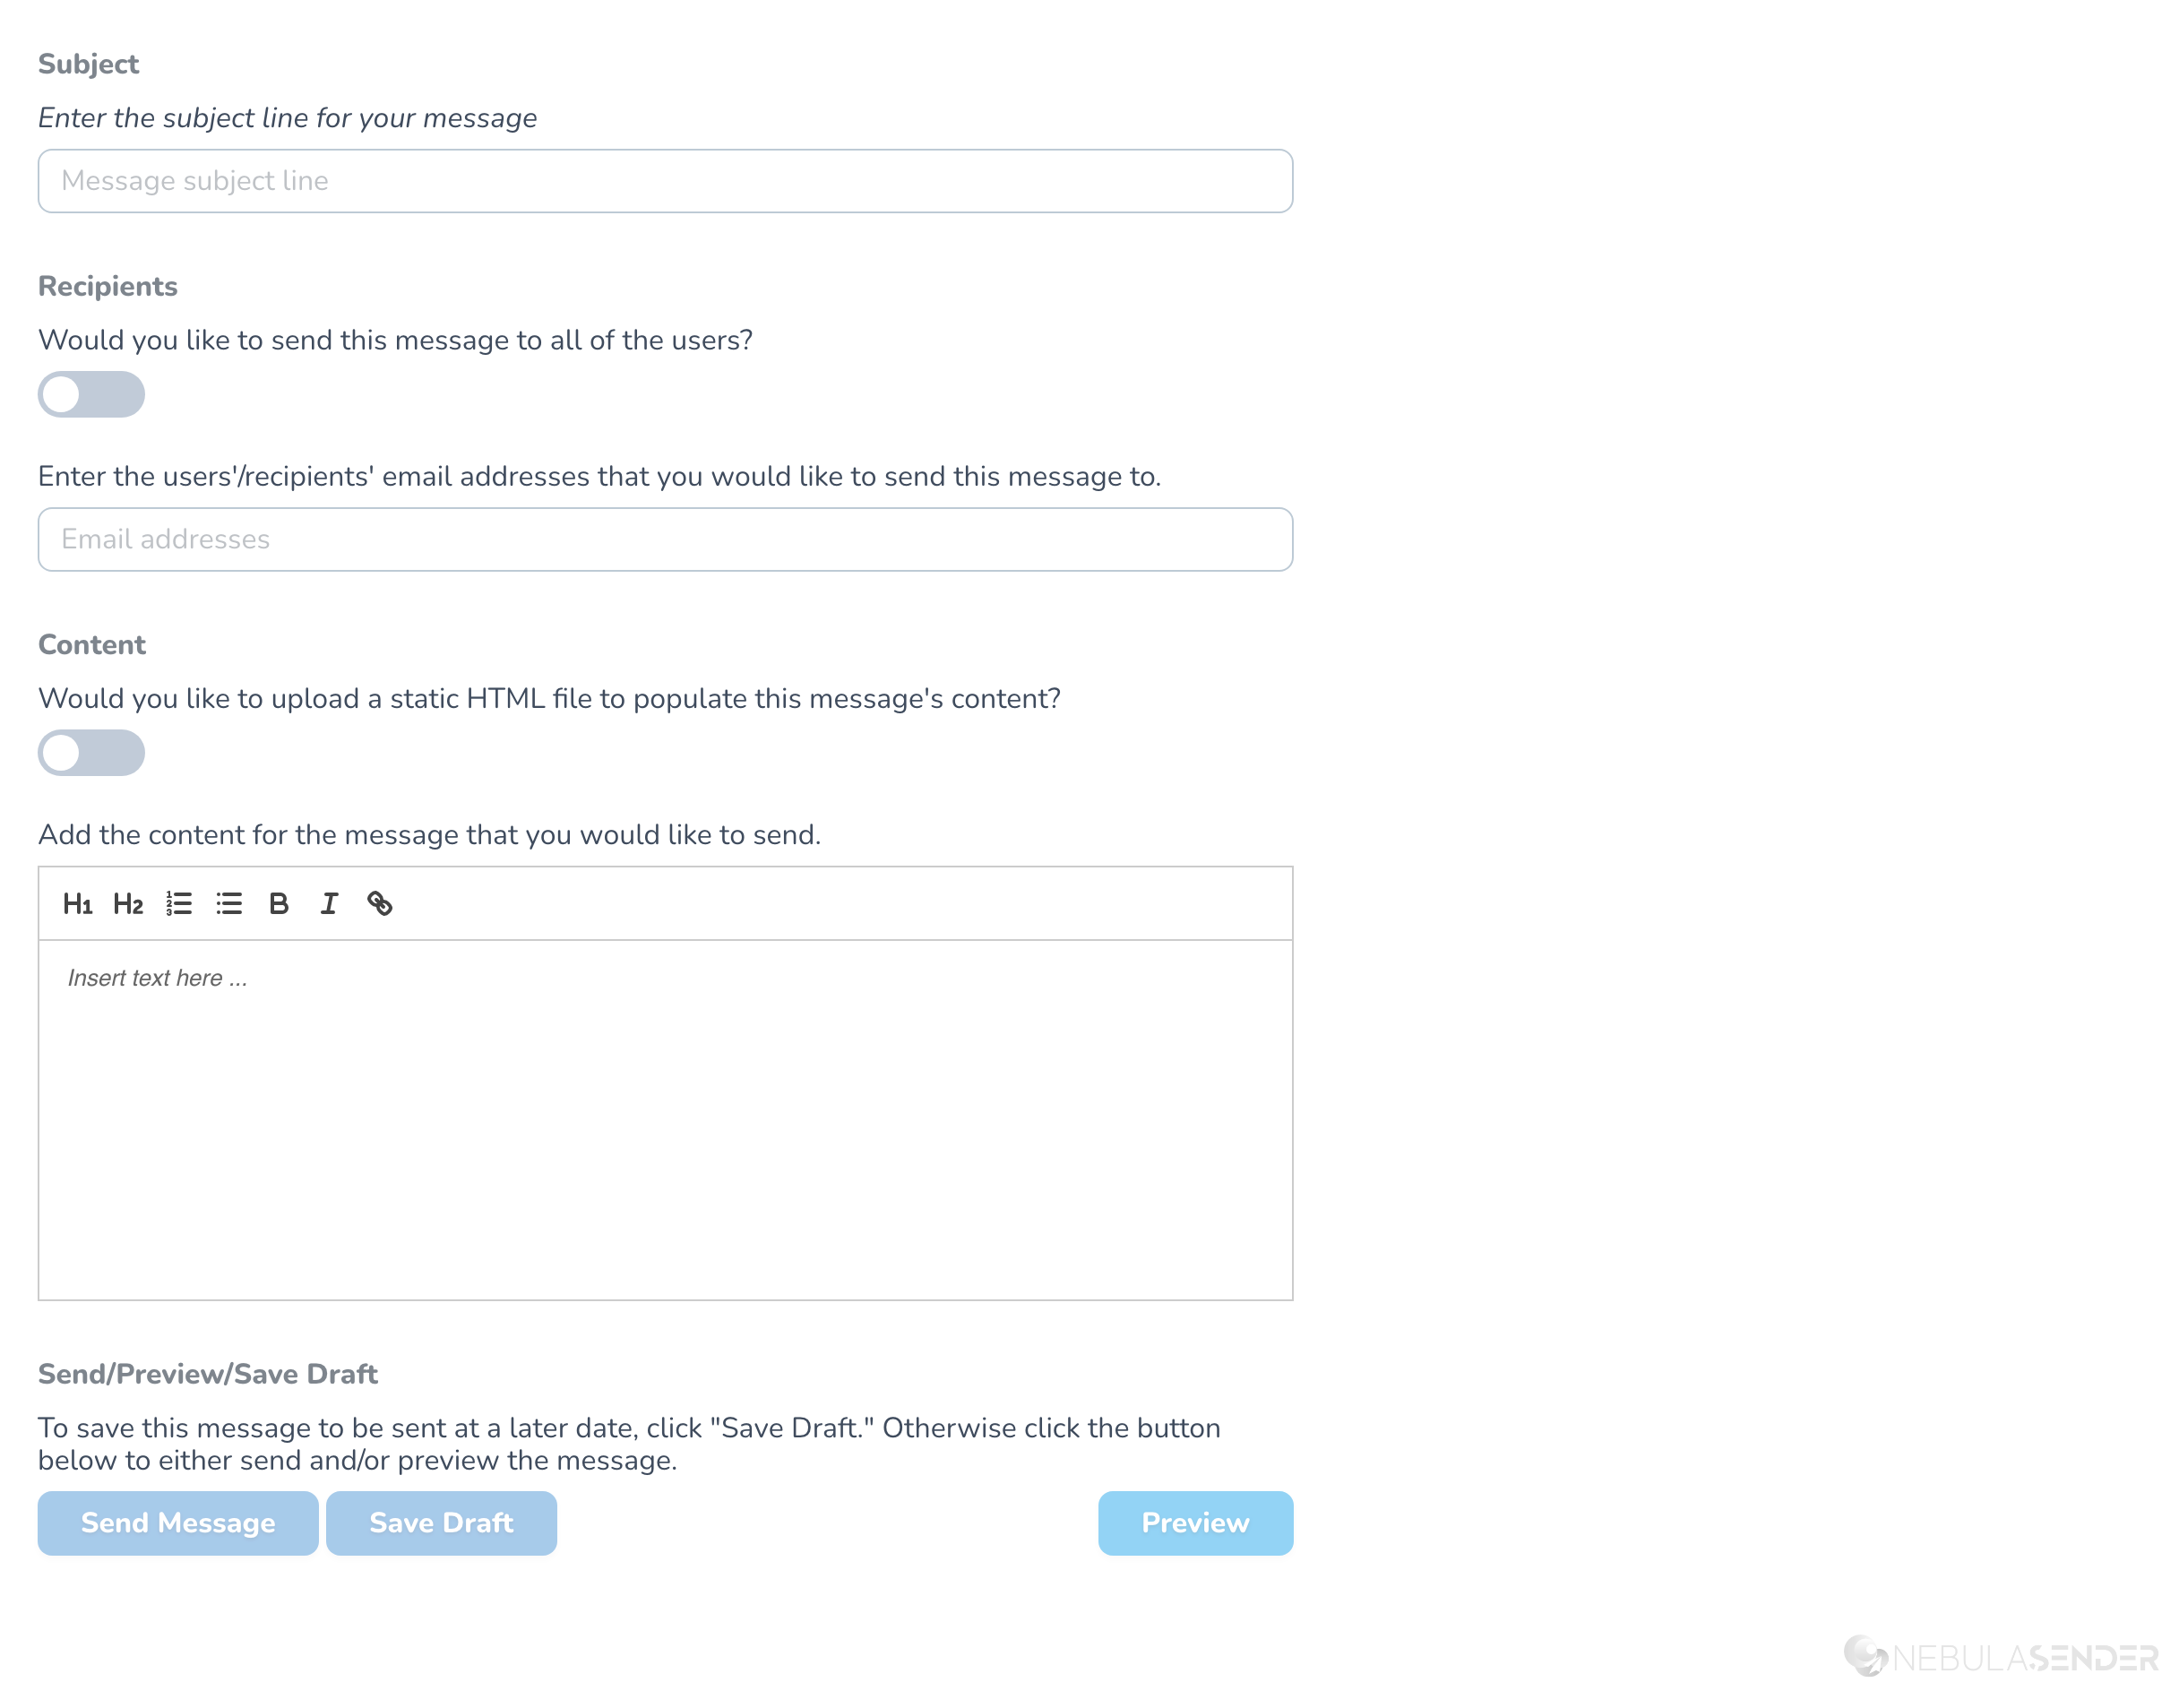 Subject
Enter the subject line for your message
Message subject line
Recipients
Would you like to send this message to all of the users?
Enter the users'/recipients' email addresses that you would like to send this message to.
Email addresses
Content
Would you like to upload a static HTML file to populate this message's content?
Add the content for the message that you would like to send.
H1 H2 B I
Insert text here ...
Send/Preview/Save Draft
To save this message to be sent at a later date, click "Save Draft." Otherwise click the button
below to either send and/or preview the message.
Send Message Save Draft Preview
NEBULASENDER